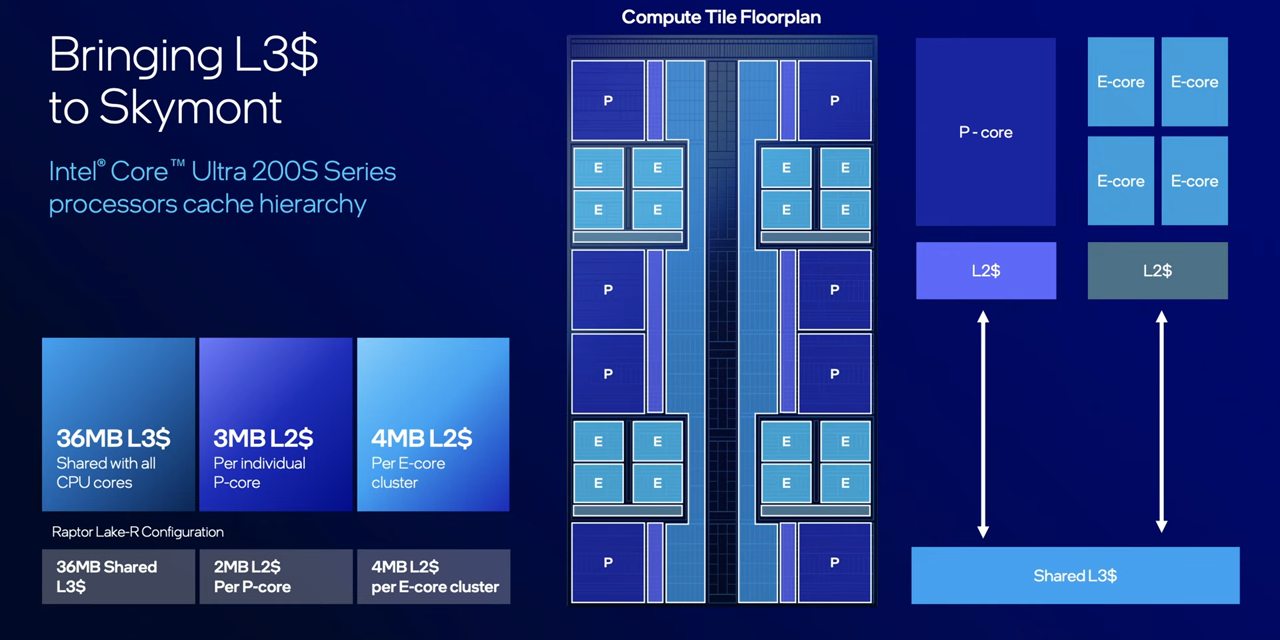 Bringing L3$
to Skymont
Intel® Core™ Ultra 200S Series
processors cache hierarchy
36MB L3$
Shared with all
CPU cores
3MB L2$
Per individual
P-core
4MB L2$
Per E-core
cluster
Raptor Lake-R Configuration
36MB Shared
L3$
2MB L2$
Per P-core
4MB L2$
per E-core cluster
Compute Tile Floorplan
P P
E E E E
E E E E
P P
P P
E E E E
E E E E
P P
P - core
E-core E-core
E-core E-core
L2$ L2$
Shared L3$